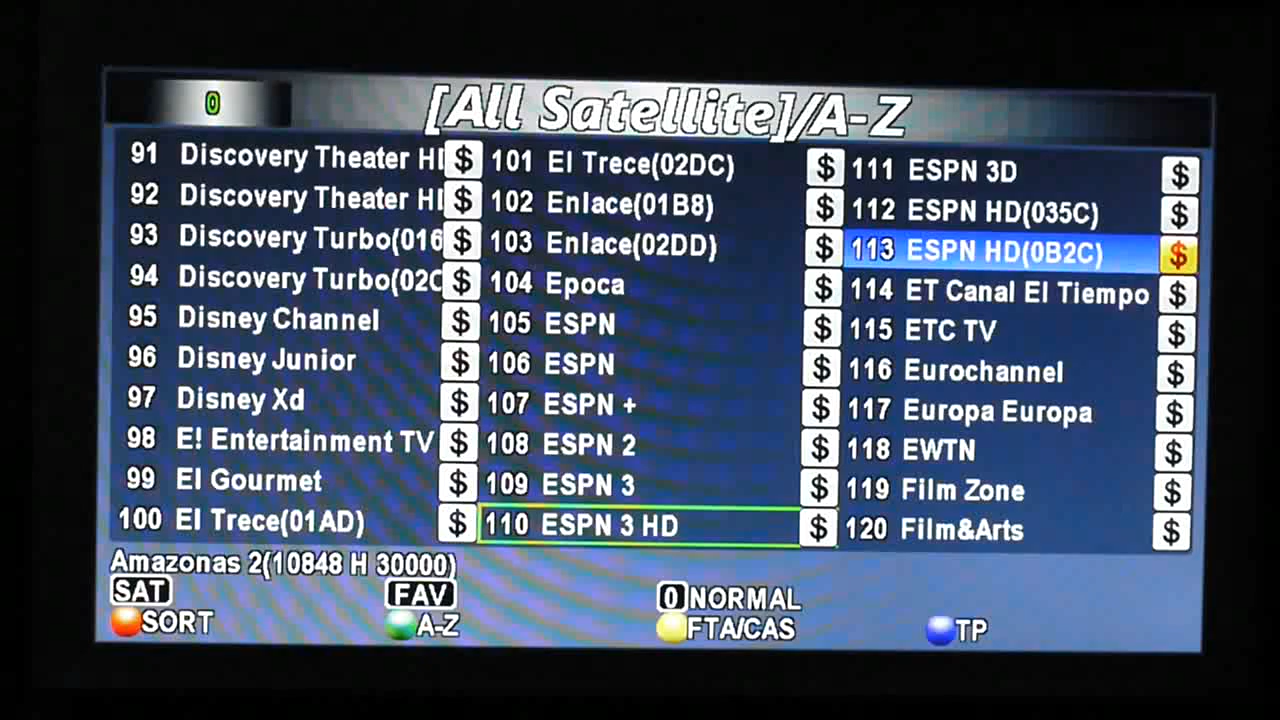 0
[All Satellite]/A-Z
91 Discovery Theater HD $
92 Discovery Theater HD $
93 Discovery Turbo(016 $
94 Discovery Turbo(02C $
95 Disney Channel $
96 Disney Junior $
97 Disney Xd $
98 E! Entertainment TV $
99 El Gourmet $
100 El Trece(01AD) $
101 El Trece(02DC) $
102 Enlace(01B8) $
103 Enlace(02DD) $
104 Epoca $
105 ESPN $
106 ESPN $
107 ESPN + $
108 ESPN 2 $
109 ESPN 3 $
110 ESPN 3 HD $
111 ESPN 3D $
112 ESPN HD(035C) $
113 ESPN HD(0B2C) $
114 ET Canal El Tiempo $
115 ETC TV $
116 Eurochannel $
117 Europa Europa $
118 EWTN $
119 Film Zone $
120 Film&Arts $
Amazonas 2(10848 H 30000)
SAT FAV 0 NORMAL
SORT A-Z FTA/CAS TP